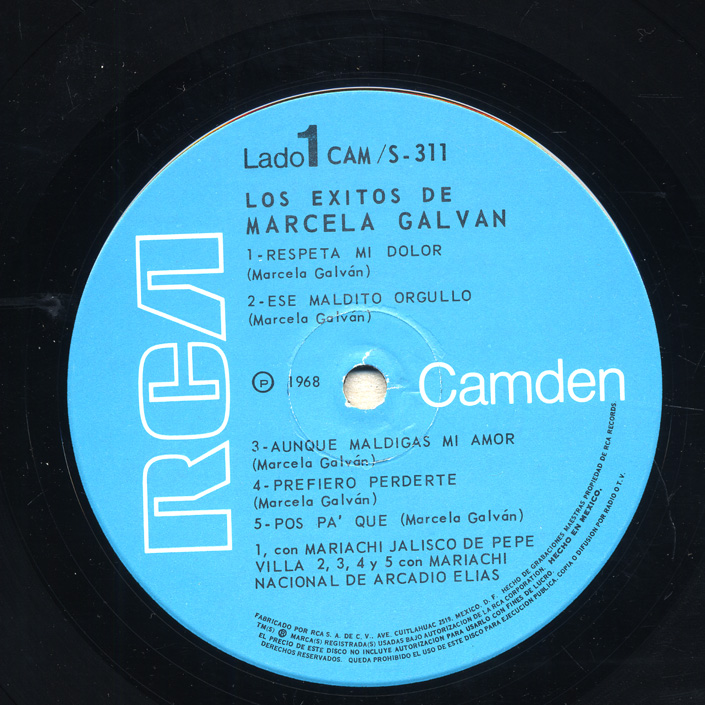 Lado 1 CAM/S-311
LOS EXITOS DE
MARCELA GALVAN
1-RESPETA MI DOLOR
(Marcela Galván)
2-ESE MALDITO ORGULLO
(Marcela Galván)
RCA
Ⓟ 1968
Camden
3-AUNQUE MALDIGAS MI AMOR
(Marcela Galván)
4-PREFIERO PERDERTE
(Marcela Galván)
5-POS PA' QUE (Marcela Galván)
1, con MARIACHI JALISCO DE PEPE
VILLA 2, 3, 4 y 5 con MARIACHI
NACIONAL DE ARCADIO ELIAS
FABRICADO POR RCA S. A. DE C. V., AVE. CUITLAHUAC 2519, MEXICO, D. F. HECHO DE GRABACIONES MAESTRAS PROPIEDAD DE RCA RECORDS.
TM(S) ® MARCA(S) REGISTRADA(S) USADAS BAJO AUTORIZACION DE LA RCA CORPORATION. HECHO EN MEXICO.
EL PRECIO DE ESTE DISCO NO INCLUYE AUTORIZACION PARA USARLO CON FINES DE LUCRO.
DERECHOS RESERVADOS. QUEDA PROHIBIDO EL USO DE ESTE DISCO PARA EJECUCION PUBLICA, COPIA O DIFUSION POR RADIO O T. V.